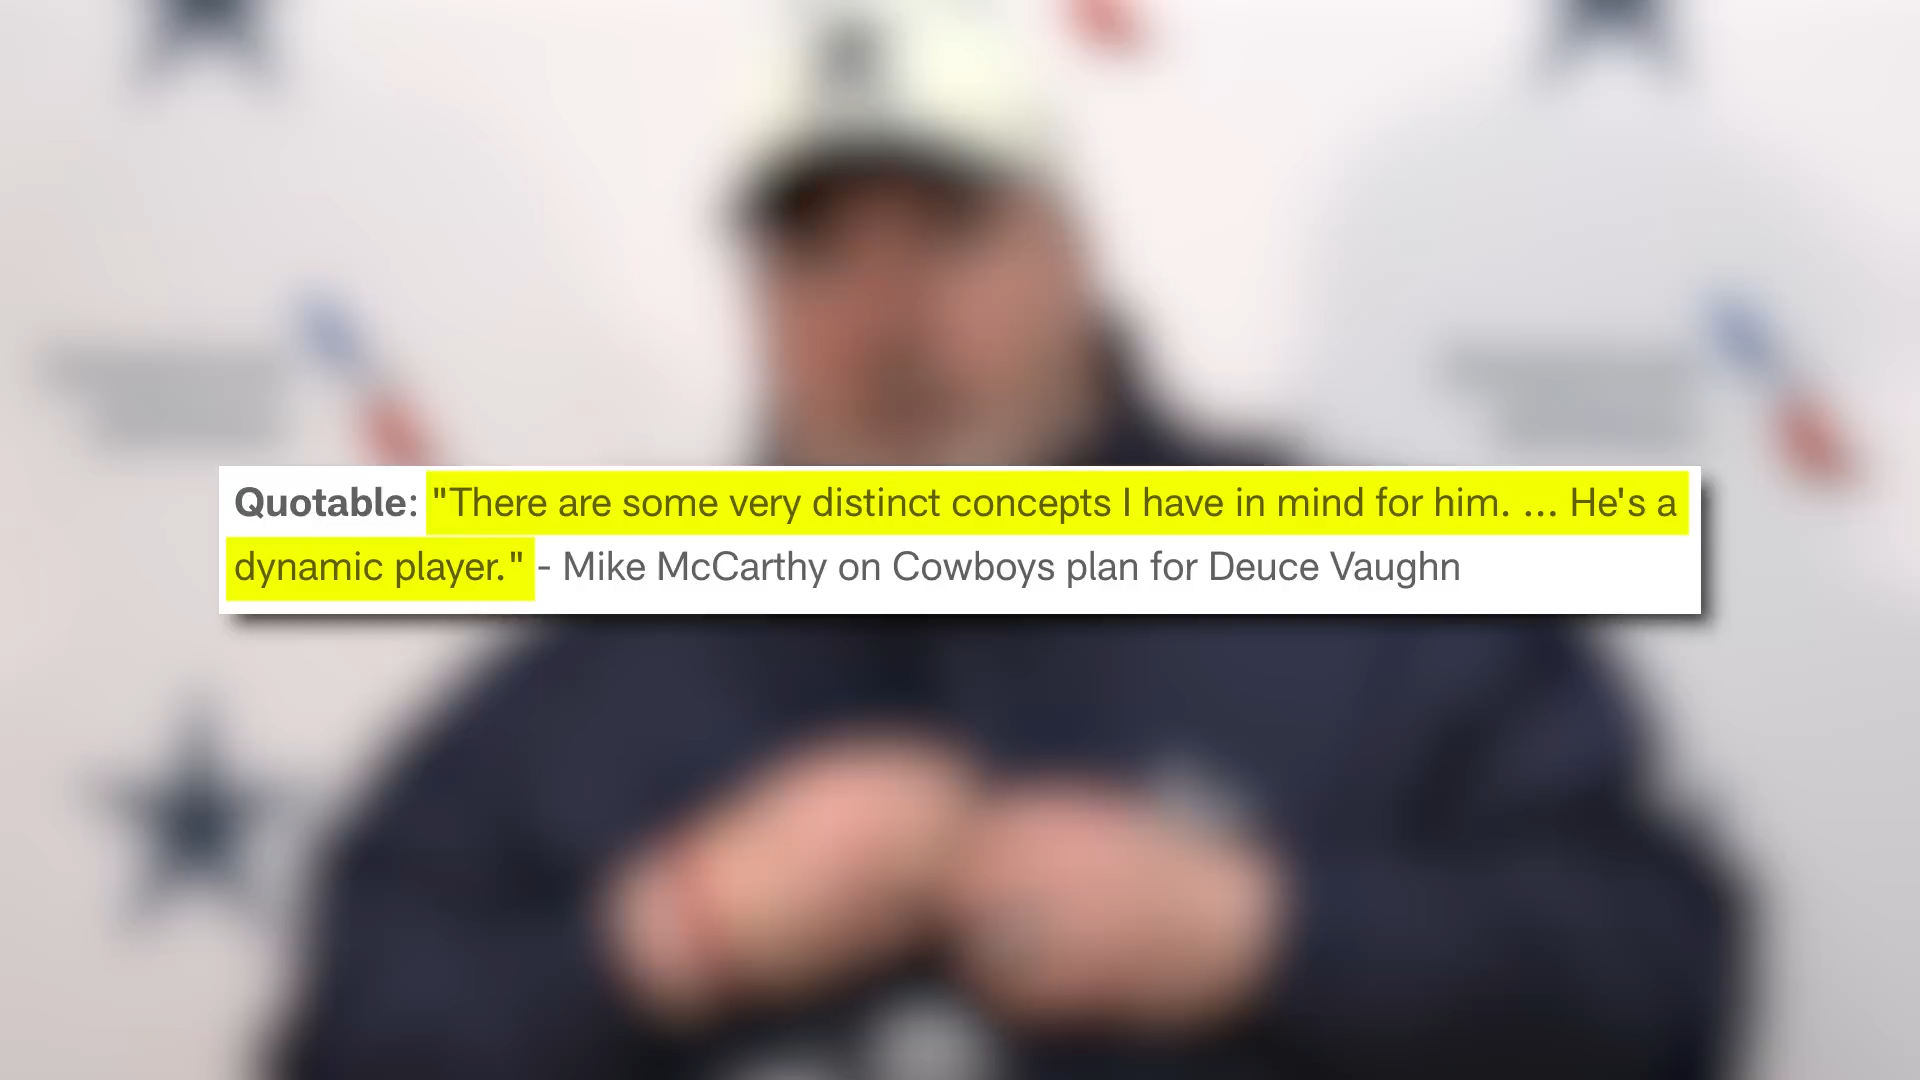 Quotable: "There are some very distinct concepts I have in mind for him. ... He's a
dynamic player." - Mike McCarthy on Cowboys plan for Deuce Vaughn